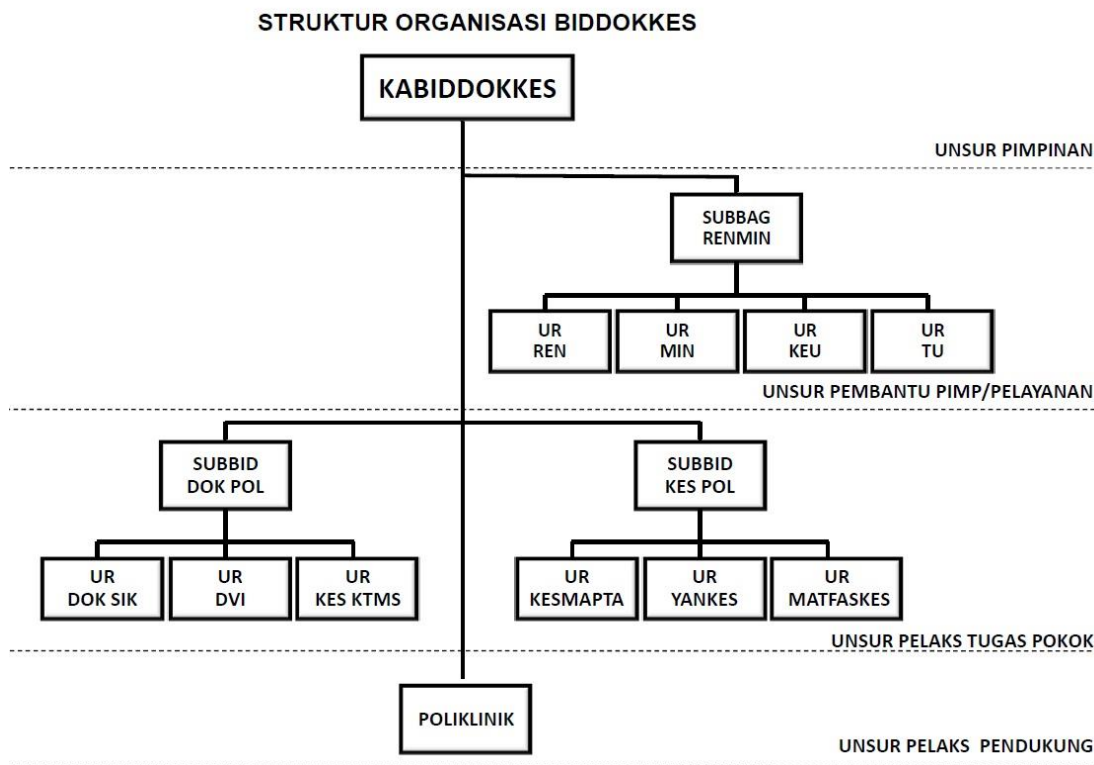 STRUKTUR ORGANISASI BIDDOKKES
KABIDDOKKES
UNSUR PIMPINAN
SUBBAG
RENMIN
UR
REN
UR
MIN
UR
KEU
UR
TU
UNSUR PEMBANTU PIMP/PELAYANAN
SUBBID
DOK POL
SUBBID
KES POL
UR
DOK SIK
UR
DVI
UR
KES KTMS
UR
KESMAPTA
UR
YANKES
UR
MATFASKES
UNSUR PELAKS TUGAS POKOK
POLIKLINIK
UNSUR PELAKS PENDUKUNG